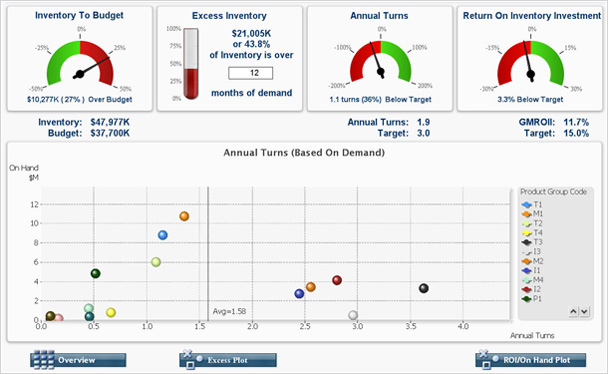 Inventory To Budget
0%
-25%
25%
-50%
50%
$10,277K ( 27% ) Over Budget
Inventory: $47,977K
Budget: $37,700K
Excess Inventory
100%
75%
50%
25%
0%
$21,005K
or 43.8%
of Inventory is over
12
months of demand
Annual Turns
0%
-100%
100%
-200%
200%
1.1 turns (36%) Below Target
Annual Turns: 1.9
Target: 3.0
Return On Inventory Investment
0%
-15%
15%
-30%
30%
3.3% Below Target
GMROII: 11.7%
Target: 15.0%
Annual Turns (Based On Demand)
On Hand
$M
12
10
8
6
4
2
0
0.0
0.5
1.0
1.5
2.0
2.5
3.0
3.5
4.0
Avg=1.58
Annual Turns
Product Group Code
T1
M1
T2
T4
T3
I3
M2
I1
M4
I2
P1
Overview
Excess Plot
ROI/On Hand Plot